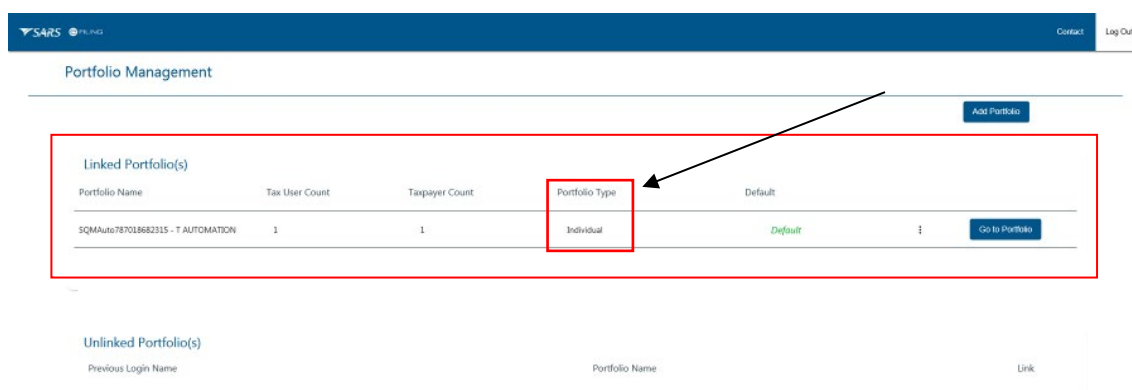 SARS eFILING
Contact
Log Out
Portfolio Management
Add Portfolio
Linked Portfolio(s)
Portfolio Name Tax User Count Taxpayer Count Portfolio Type Default
SQMAuto787018682315 - T AUTOMATION 1 1 Individual Default Go to Portfolio
Unlinked Portfolio(s)
Previous Login Name Portfolio Name Link